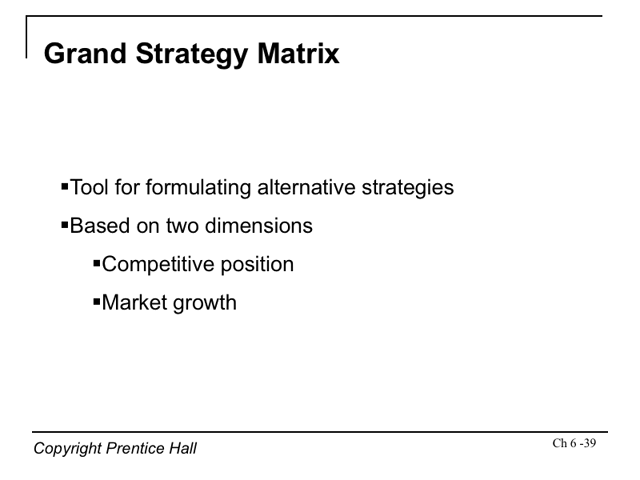 Grand Strategy Matrix
▪Tool for formulating alternative strategies
▪Based on two dimensions
▪Competitive position
▪Market growth
Copyright Prentice Hall
Ch 6 -39